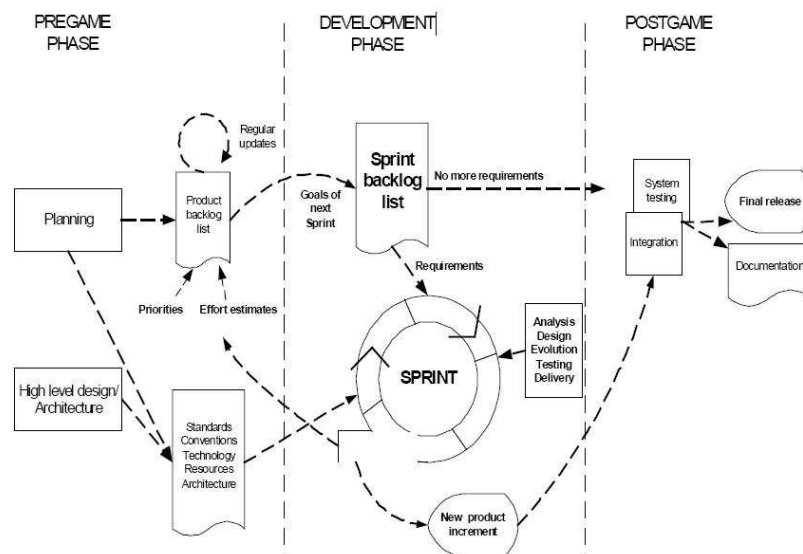 PREGAME
PHASE
DEVELOPMENT
PHASE
POSTGAME
PHASE
Regular
updates
Planning
Product
backlog
list
Goals of
next
Sprint
Sprint
backlog
list
No more requirements
System
testing
Integration
Final release
Documentation
Priorities
Effort estimates
Requirements
High level design/
Architecture
Standards
Conventions
Technology
Resources
Architecture
SPRINT
Analysis
Design
Evolution
Testing
Delivery
New product
increment